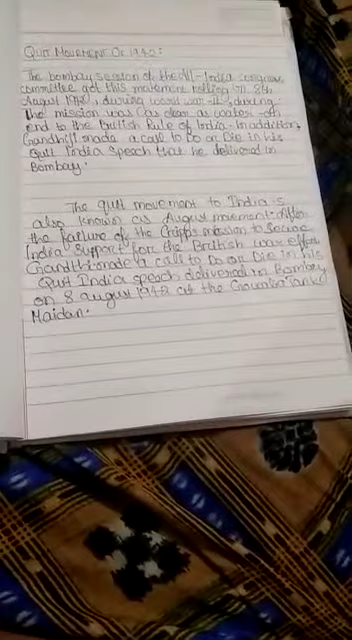 QUIT MOVEMENT OF 1942:
The bombay session of the All-India congress
committee got this matement rolling on 8th
August 1942, during world war-II, during
the mission was Cas clear as water - an
end to the British Rule of India. In addition,
Gandhiji made a call to Do or Die in his
Quit India speech that he delivered in
Bombay.
The quit movement to India is
also known as August movement. After
the failure of the Cripps mission to secure
India support for the British war effort
Gandhi made a call to Do or Die in his
Quit India speech delivered in Bombay
on 8 august 1942 at the Gowalia Tank
Maidan.